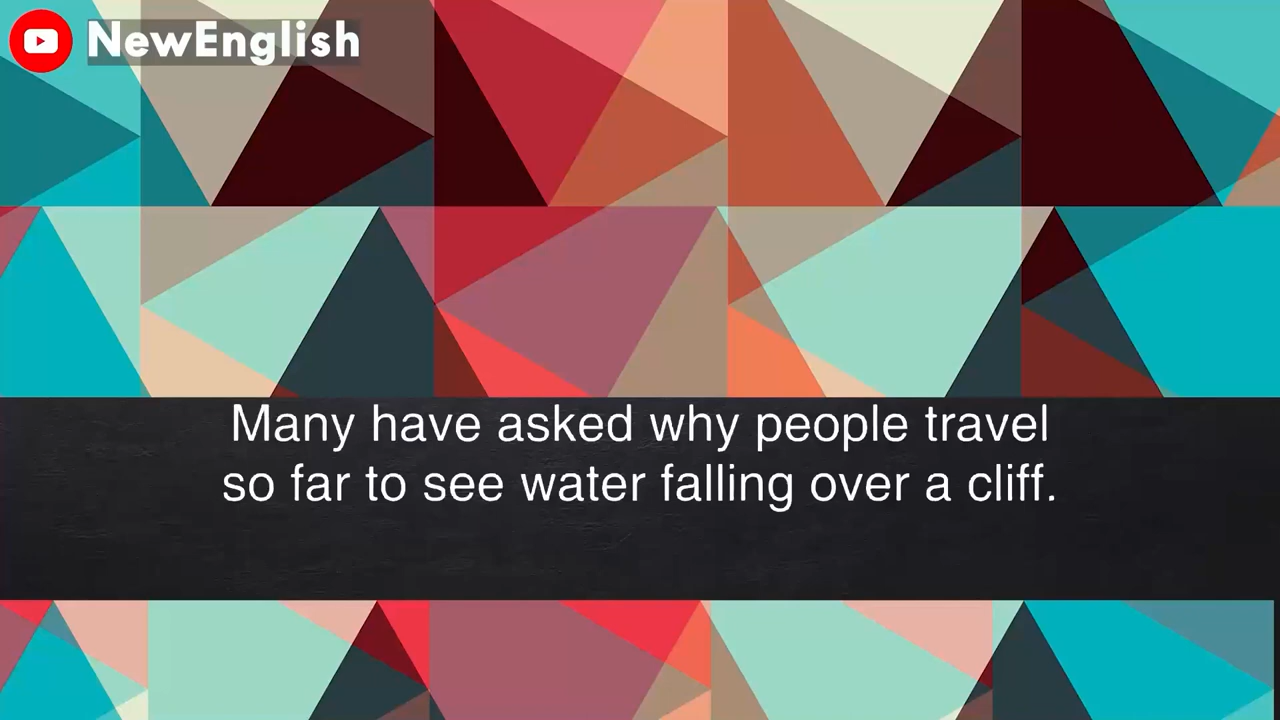 NewEnglish
Many have asked why people travel
so far to see water falling over a cliff.